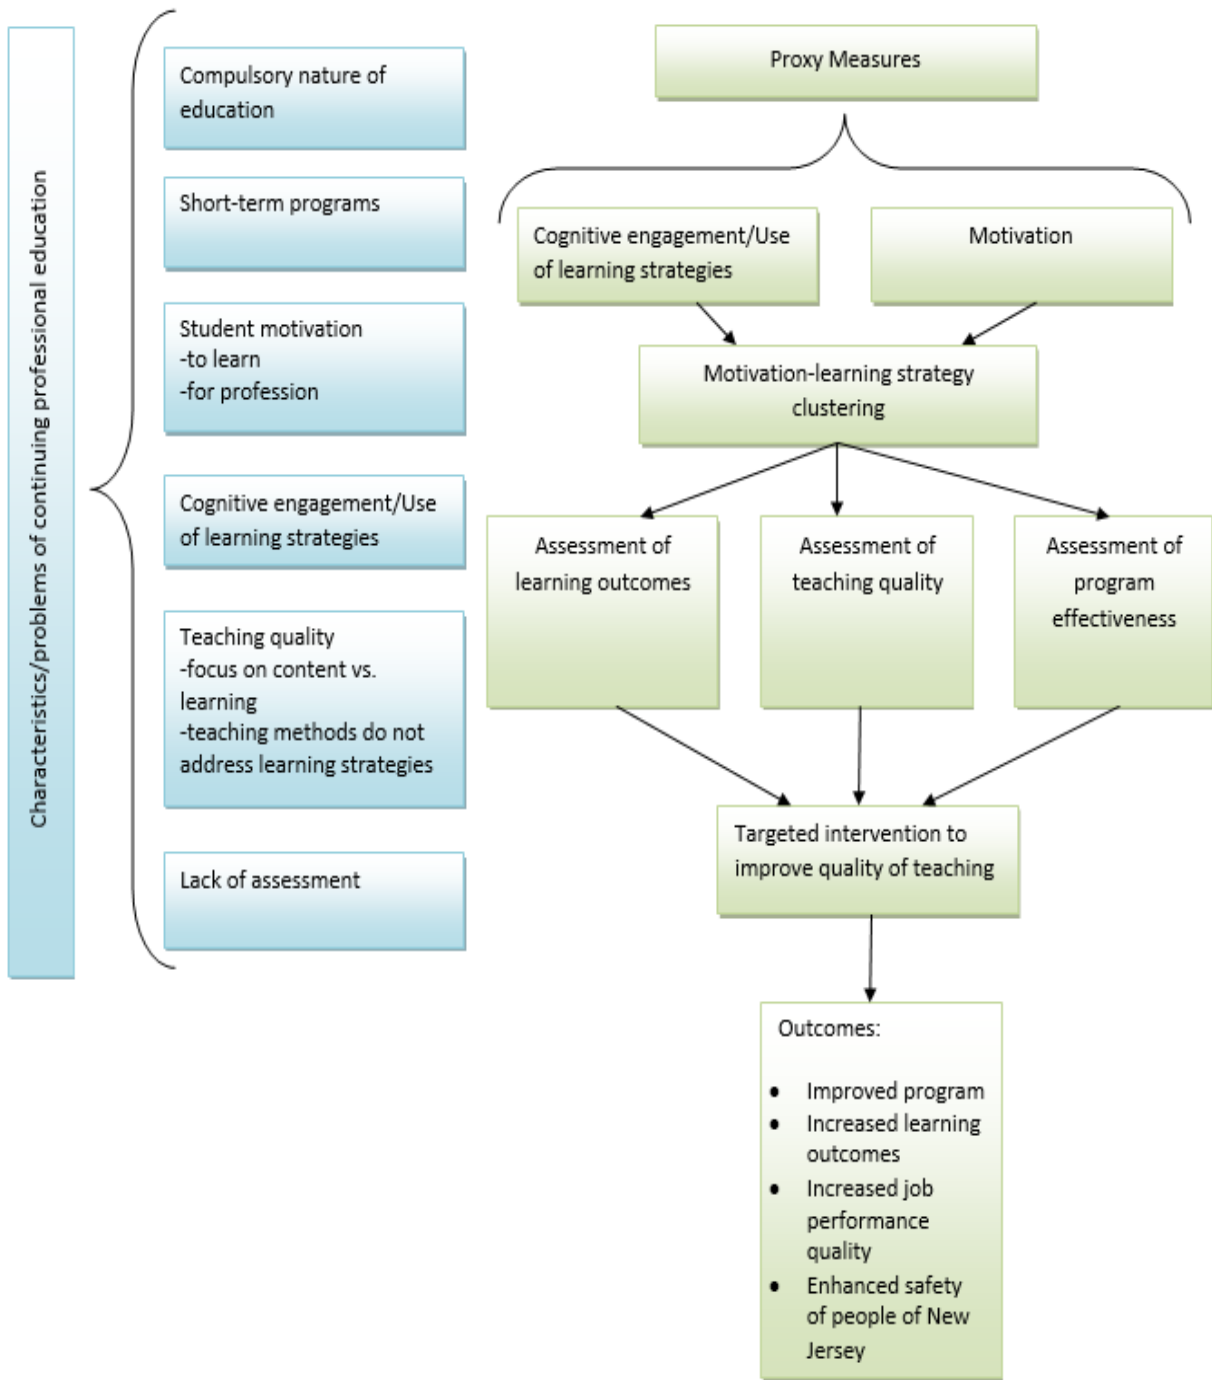 Characteristics/problems of continuing professional education
Compulsory nature of
education
Short-term programs
Student motivation
-to learn
-for profession
Cognitive engagement/Use
of learning strategies
Teaching quality
-focus on content vs.
learning
-teaching methods do not
address learning strategies
Lack of assessment
Proxy Measures
Cognitive engagement/Use
of learning strategies
Motivation
Motivation-learning strategy
clustering
Assessment of
learning outcomes
Assessment of
teaching quality
Assessment of
program
effectiveness
Targeted intervention to
improve quality of teaching
Outcomes:
• Improved program
• Increased learning
outcomes
• Increased job
performance
quality
• Enhanced safety
of people of New
Jersey